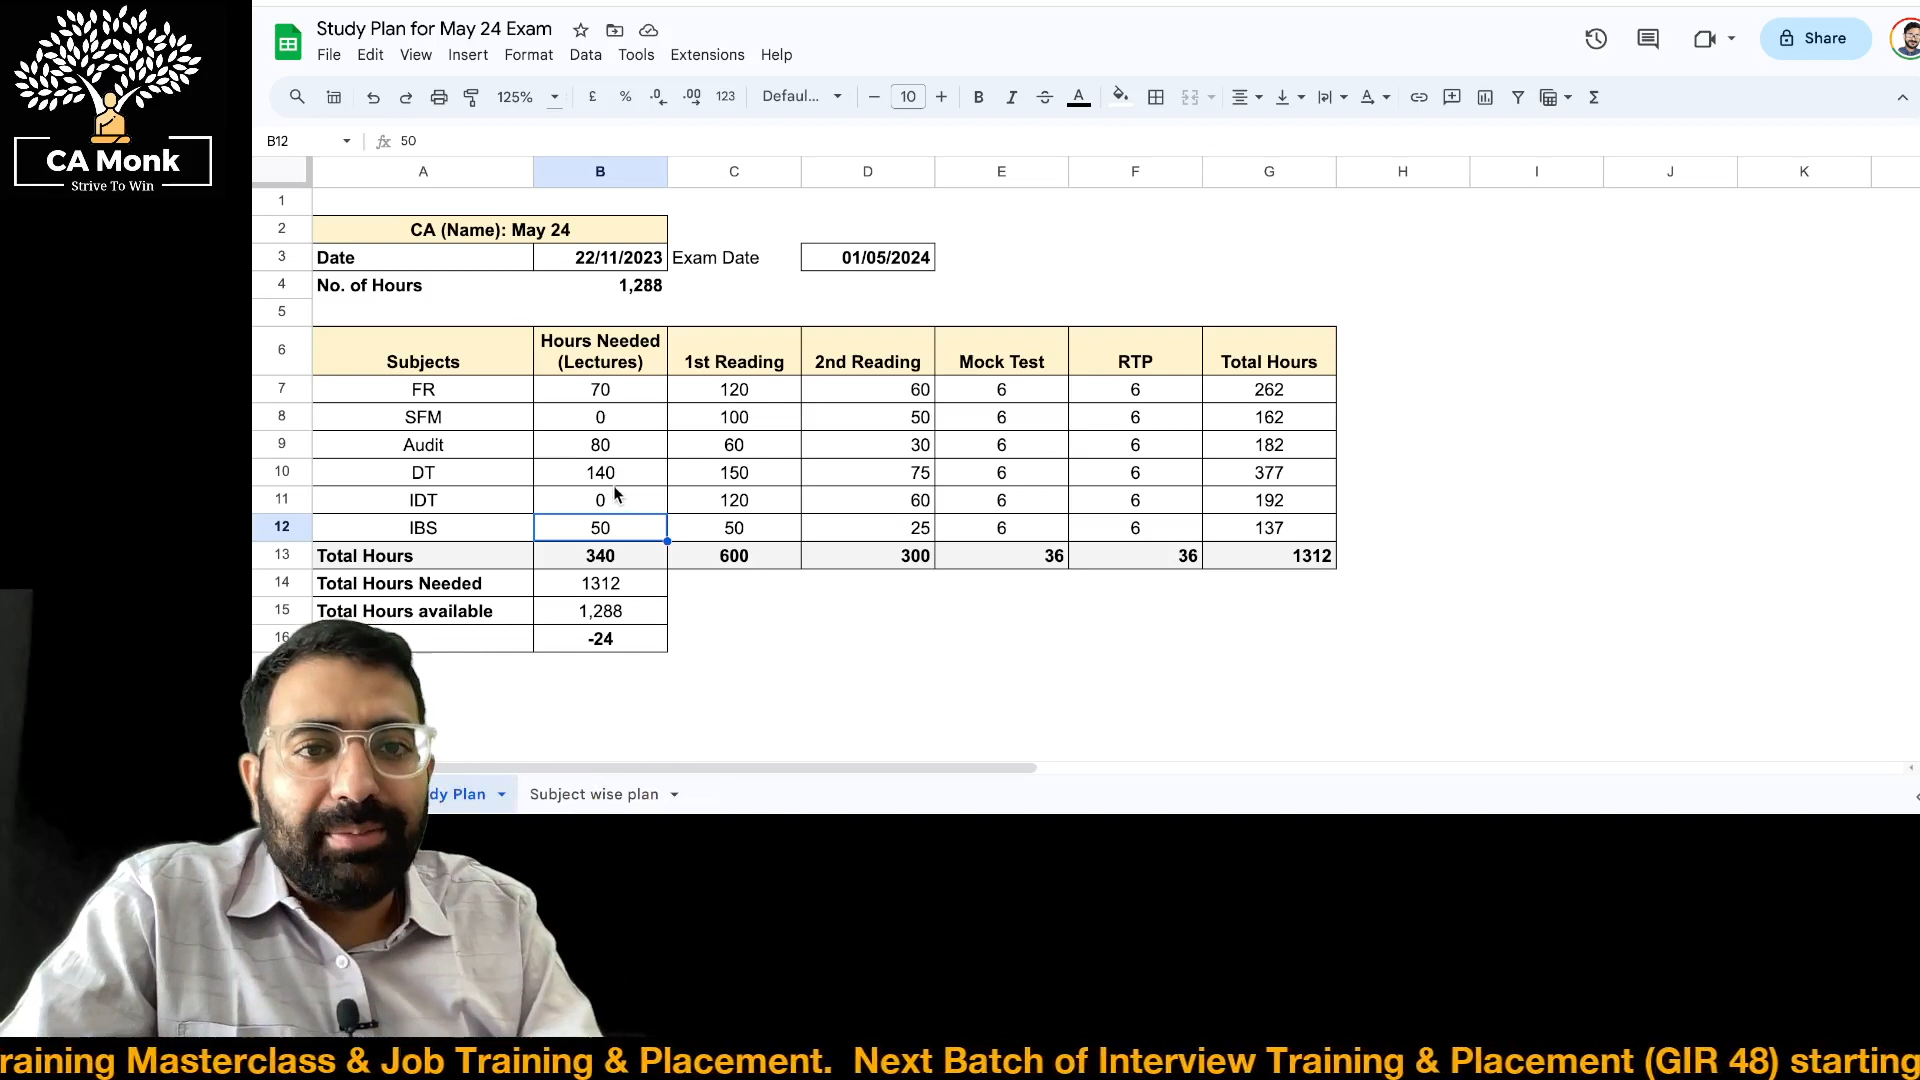 CA Monk
Strive To Win
Study Plan for May 24 Exam
File Edit View Insert Format Data Tools Extensions Help
Share
125% £ % .0 .00 123 Defaul... 10 B I A Σ
B12 fx 50
A B C D E F G H I J K
1
2 CA (Name): May 24
3 Date 22/11/2023 Exam Date 01/05/2024
4 No. of Hours 1,288
5
6 Subjects Hours Needed (Lectures) 1st Reading 2nd Reading Mock Test RTP Total Hours
7 FR 70 120 60 6 6 262
8 SFM 0 100 50 6 6 162
9 Audit 80 60 30 6 6 182
10 DT 140 150 75 6 6 377
11 IDT 0 120 60 6 6 192
12 IBS 50 50 25 6 6 137
13 Total Hours 340 600 300 36 36 1312
14 Total Hours Needed 1312
15 Total Hours available 1,288
16 -24
dy Plan Subject wise plan
raining Masterclass & Job Training & Placement. Next Batch of Interview Training & Placement (GIR 48) starting